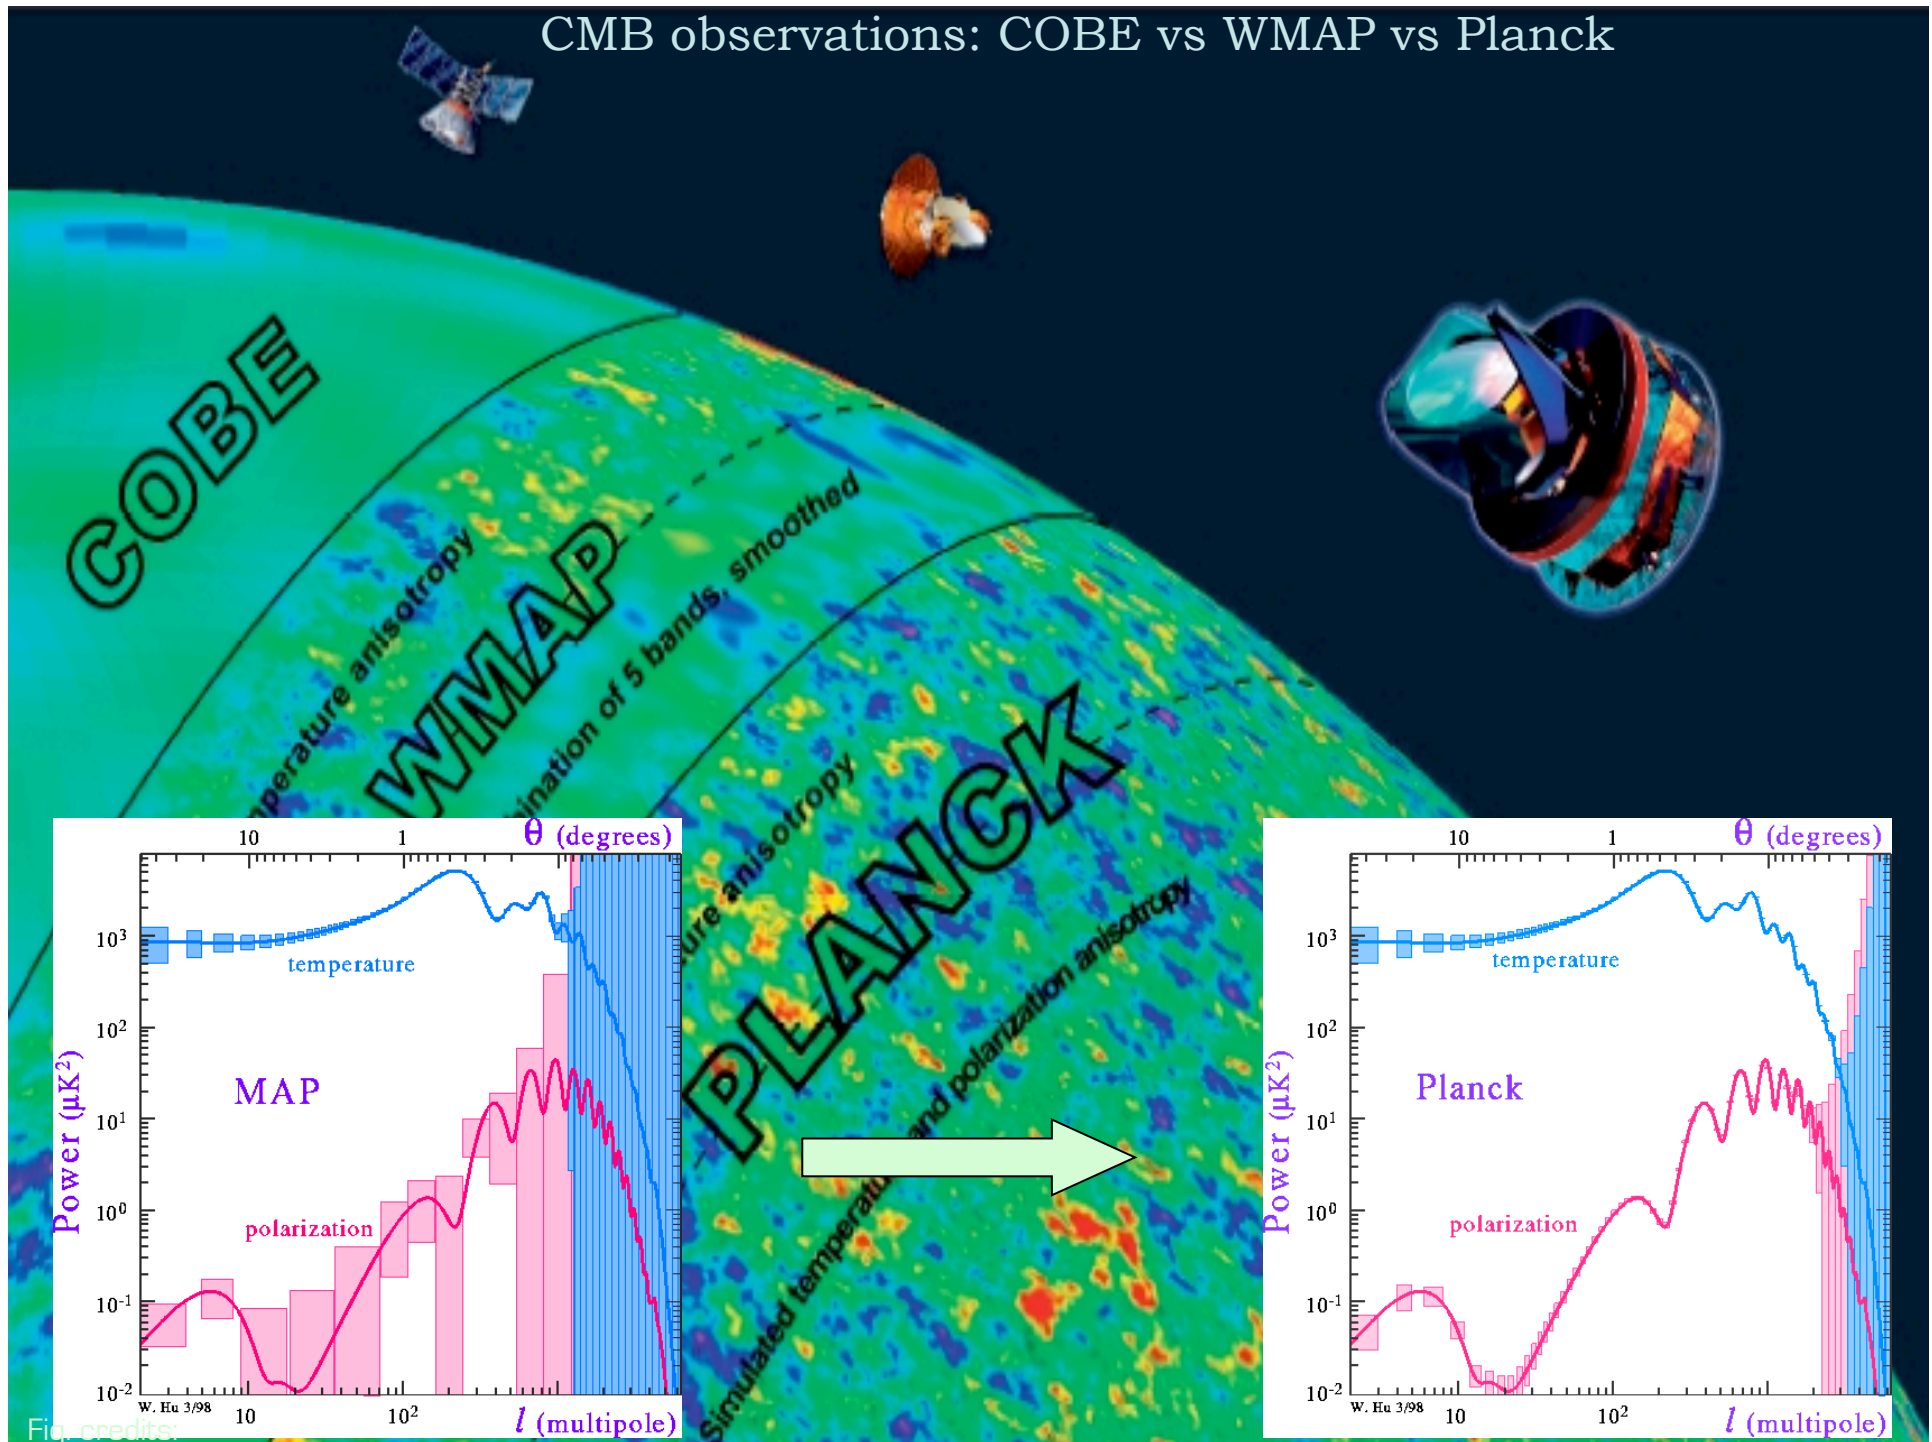 CMB observations: COBE vs WMAP vs Planck
COBE
temperature anisotropy
WMAP
combination of 5 bands, smoothed
temperature anisotropy
PLANCK
Simulated temperature and polarization anisotropy
10 1 θ (degrees)
10³
temperature
10²
MAP
Power (μK²)
10¹
10⁰
polarization
10⁻¹
10⁻²
W. Hu 3/98
10 10² l (multipole)
10 1 θ (degrees)
10³
temperature
10²
Planck
Power (μK²)
10¹
10⁰
polarization
10⁻¹
10⁻²
W. Hu 3/98
10 10² l (multipole)
Fig. credits: